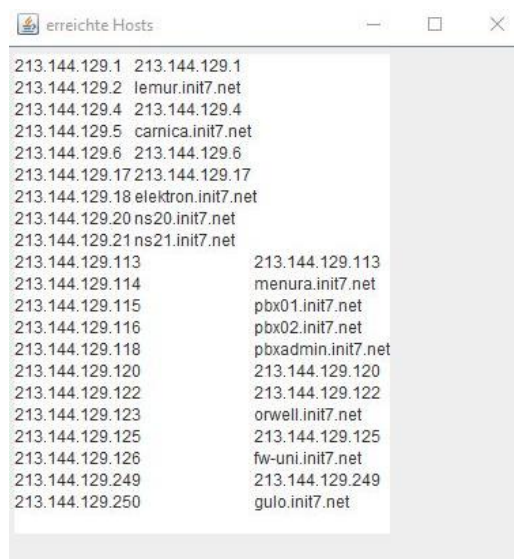 erreichte Hosts
213.144.129.1 213.144.129.1
213.144.129.2 lemur.init7.net
213.144.129.4 213.144.129.4
213.144.129.5 carnica.init7.net
213.144.129.6 213.144.129.6
213.144.129.17 213.144.129.17
213.144.129.18 elektron.init7.net
213.144.129.20 ns20.init7.net
213.144.129.21 ns21.init7.net
213.144.129.113 213.144.129.113
213.144.129.114 menura.init7.net
213.144.129.115 pbx01.init7.net
213.144.129.116 pbx02.init7.net
213.144.129.118 pbxadmin.init7.net
213.144.129.120 213.144.129.120
213.144.129.122 213.144.129.122
213.144.129.123 orwell.init7.net
213.144.129.125 213.144.129.125
213.144.129.126 fw-uni.init7.net
213.144.129.249 213.144.129.249
213.144.129.250 gulo.init7.net